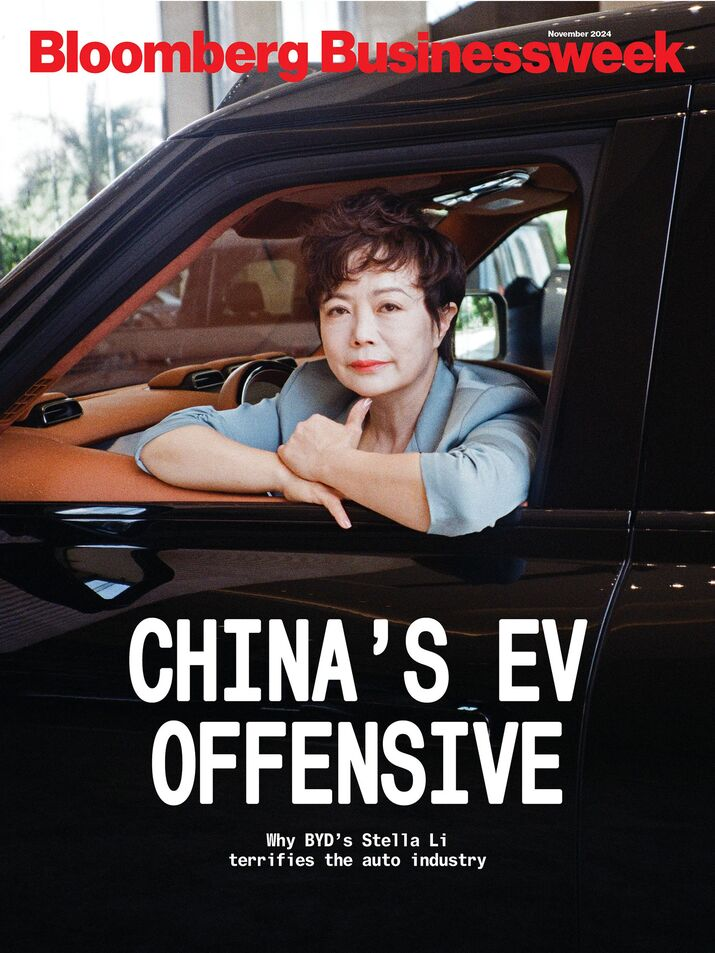 November 2024
Bloomberg Businessweek
CHINA’S EV
OFFENSIVE
Why BYD’s Stella Li
terrifies the auto industry